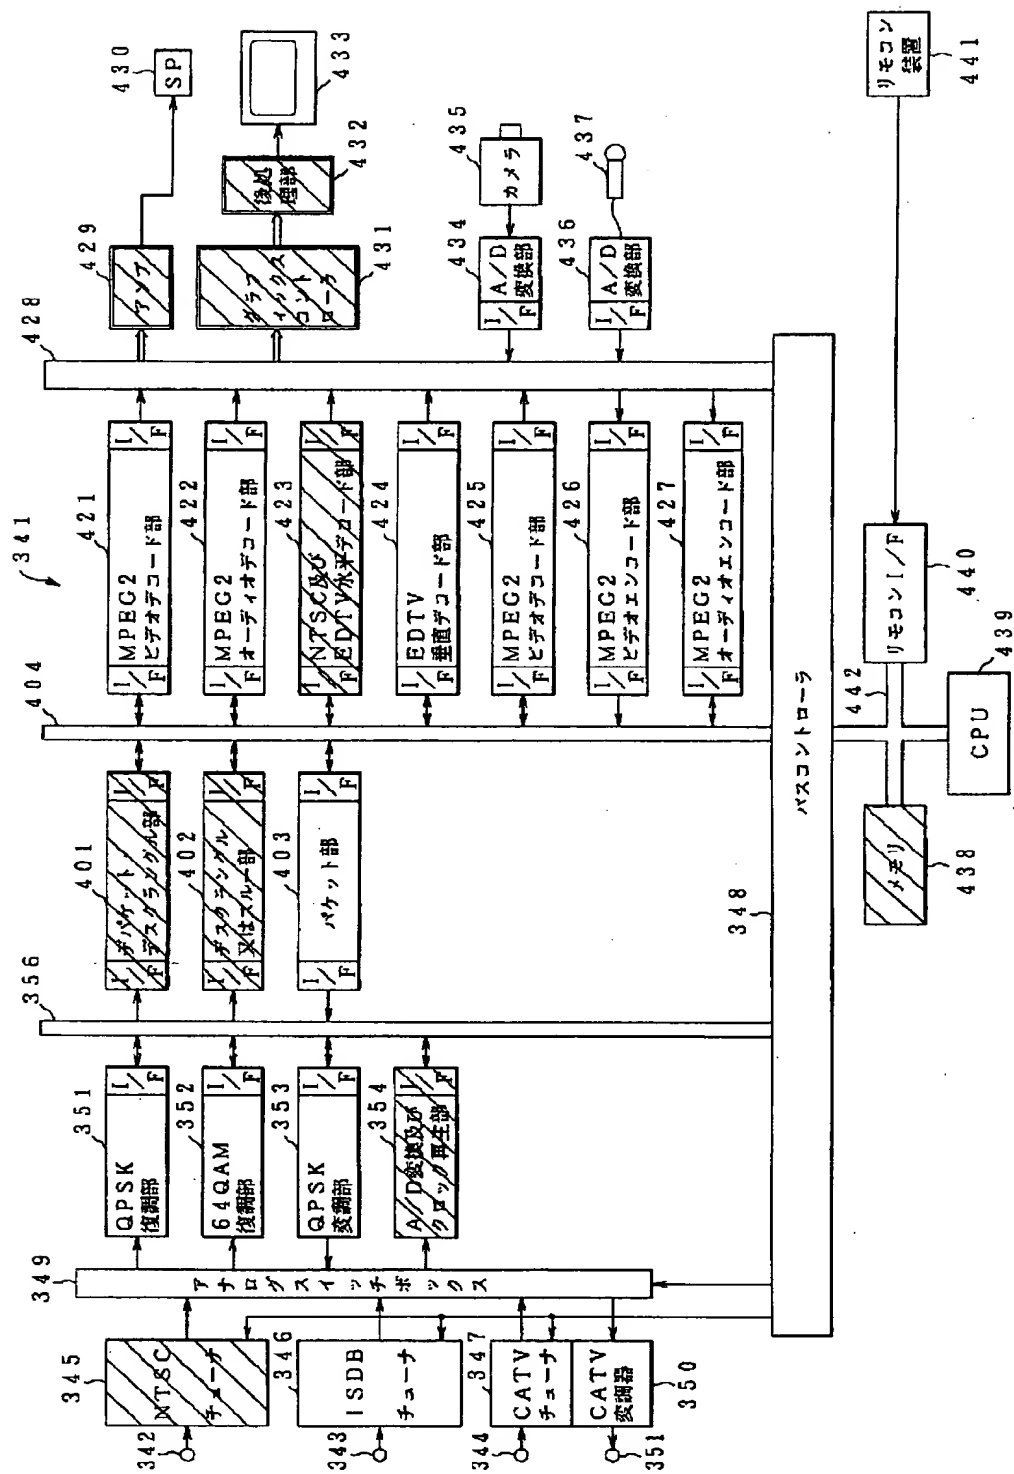 341
342
345
NTSC
チューナ
343
346
ISDB
チューナ
344
347
CATV
チューナ
CATV
変調器
350
351
349
アナログスイッチボックス
351
QPSK
復調部
I/F
352
64QAM
復調部
I/F
353
QPSK
変調部
I/F
354
A/D変換及び
クロック再生部
I/F
356
401
I/F
デパケット
デスクランブル部
I/F
402
I/F
デスクランブル
又はスルー部
I/F
403
I/F
パケット部
I/F
404
421
I/F
MPEG2
ビデオデコード部
I/F
422
I/F
MPEG2
オーディオデコード部
I/F
423
I/F
NTSC及び
EDTV水平デコード部
I/F
424
I/F
EDTV
垂直デコード部
I/F
425
I/F
MPEG2
ビデオデコード部
I/F
426
I/F
MPEG2
ビデオエンコード部
I/F
427
I/F
MPEG2
オーディオエンコード部
I/F
428
429
アンプ
430
SP
431
グラフ
ィックス
コント
ローラ
432
後処
理部
433
434
I/F
A/D
変換部
435
カメラ
436
I/F
A/D
変換部
437
348
バスコントローラ
438
メモリ
442
439
CPU
440
リモコンI/F
441
リモコン
装置